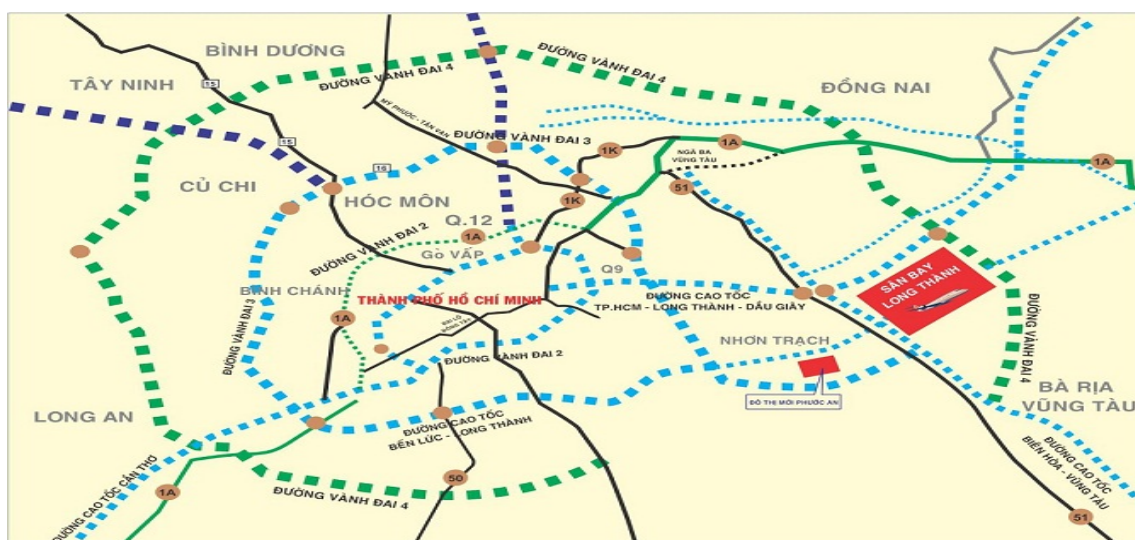 BÌNH DƯƠNG
TÂY NINH
13
ĐƯỜNG VÀNH ĐAI 4
ĐƯỜNG VÀNH ĐAI 4
ĐỒNG NAI
MỸ PHƯỚC - TÂN VẠN
ĐƯỜNG VÀNH ĐAI 3
15
16
1K
1A
NGÃ BA
VŨNG TÀU
1A
51
CỦ CHI
HÓC MÔN
1K
Q.12
1A
GÒ VẤP
ĐƯỜNG VÀNH ĐAI 2
Q9
BÌNH CHÁNH
THÀNH PHỐ HỒ CHÍ MINH
ĐƯỜNG CAO TỐC
TP.HCM - LONG THÀNH - DẦU GIÂY
SÂN BAY
LONG THÀNH
ĐƯỜNG VÀNH ĐAI 3
1A
NHƠN TRẠCH
ĐƯỜNG VÀNH ĐAI 2
ĐƯỜNG VÀNH ĐAI 4
ĐÔ THỊ MỚI PHƯỚC AN
BÀ RỊA
VŨNG TÀU
LONG AN
ĐƯỜNG CAO TỐC
BẾN LỨC - LONG THÀNH
50
1A
ĐƯỜNG VÀNH ĐAI 4
ĐƯỜNG CAO TỐC CẦN THƠ
ĐƯỜNG CAO TỐC
BIÊN HÒA - VŨNG TÀU
51